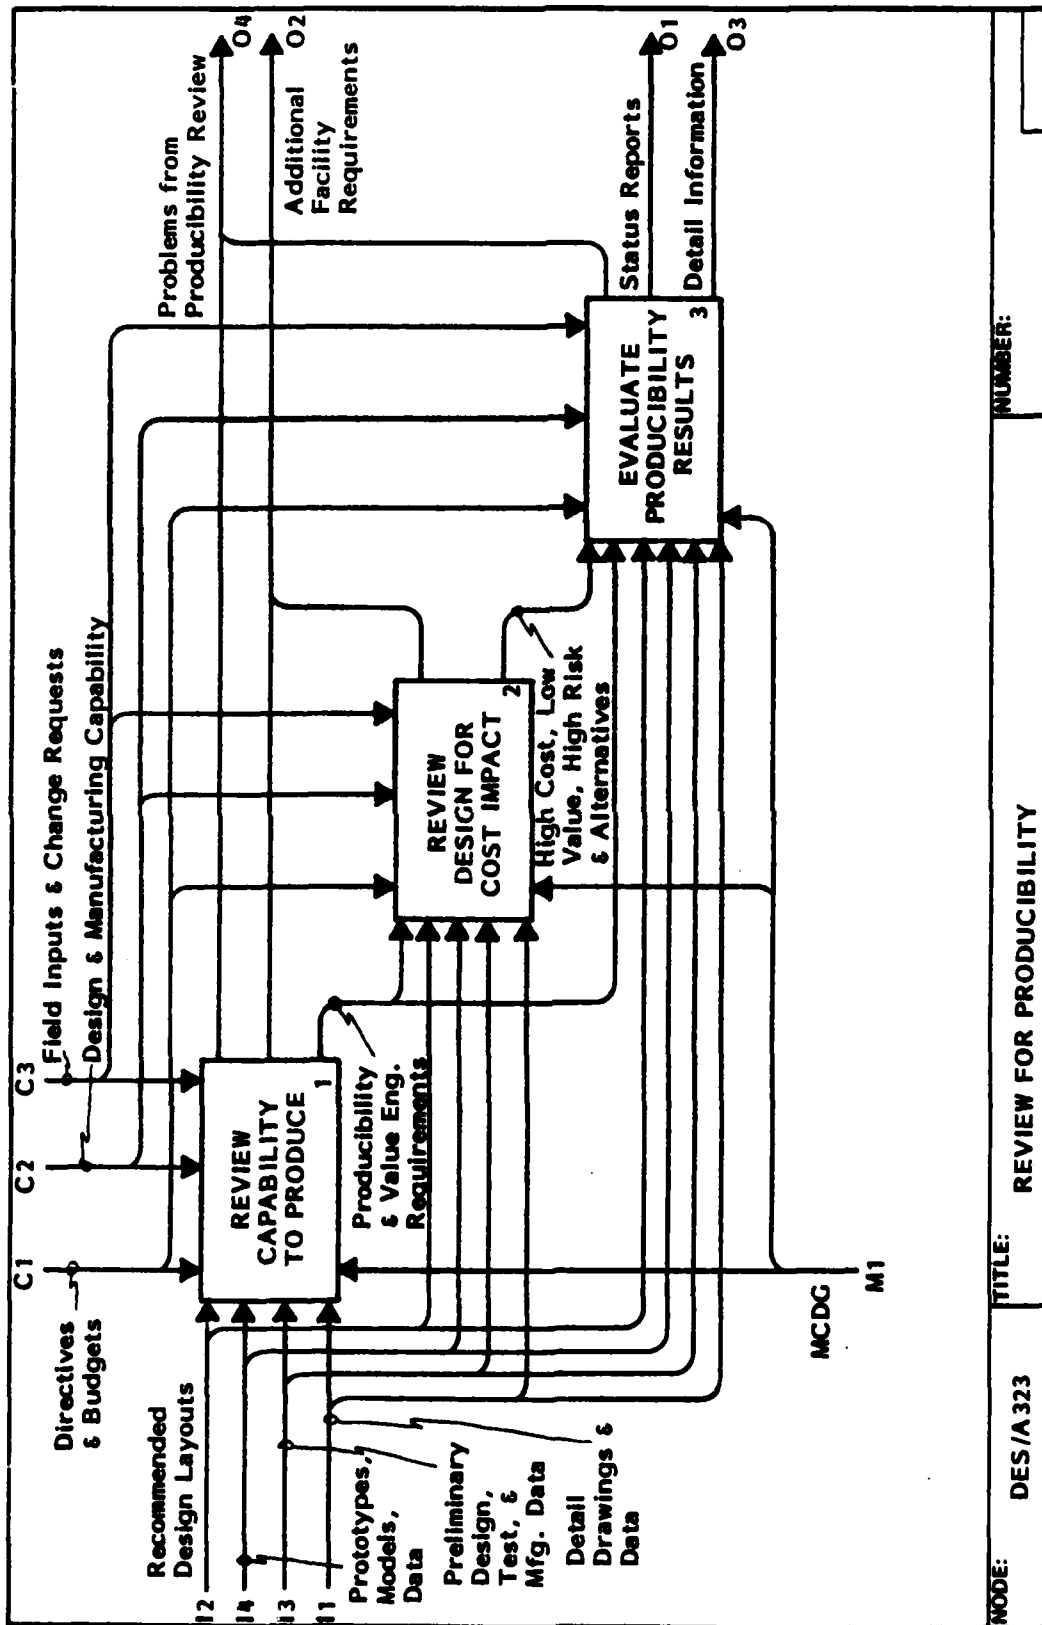 C1
C2
C3
Field Inputs & Change Requests
Design & Manufacturing Capability
Directives
& Budgets
Problems from
Producibility Review
O4
O2
Additional
Facility
Requirements
Recommended
Design Layouts
I2
I4
I3
I1
REVIEW
CAPABILITY
TO PRODUCE
1
Prototypes,
Models,
Data
Preliminary
Design,
Test, &
Mfg. Data
Detail
Drawings &
Data
Producibility
& Value Eng.
Requirements
REVIEW
DESIGN FOR
COST IMPACT
2
High Cost, Low
Value, High Risk
& Alternatives
EVALUATE
PRODUCIBILITY
RESULTS
3
Status Reports
O1
Detail Information
O3
MCDG
M1
NODE:
DES/A323
TITLE:
REVIEW FOR PRODUCIBILITY
NUMBER: